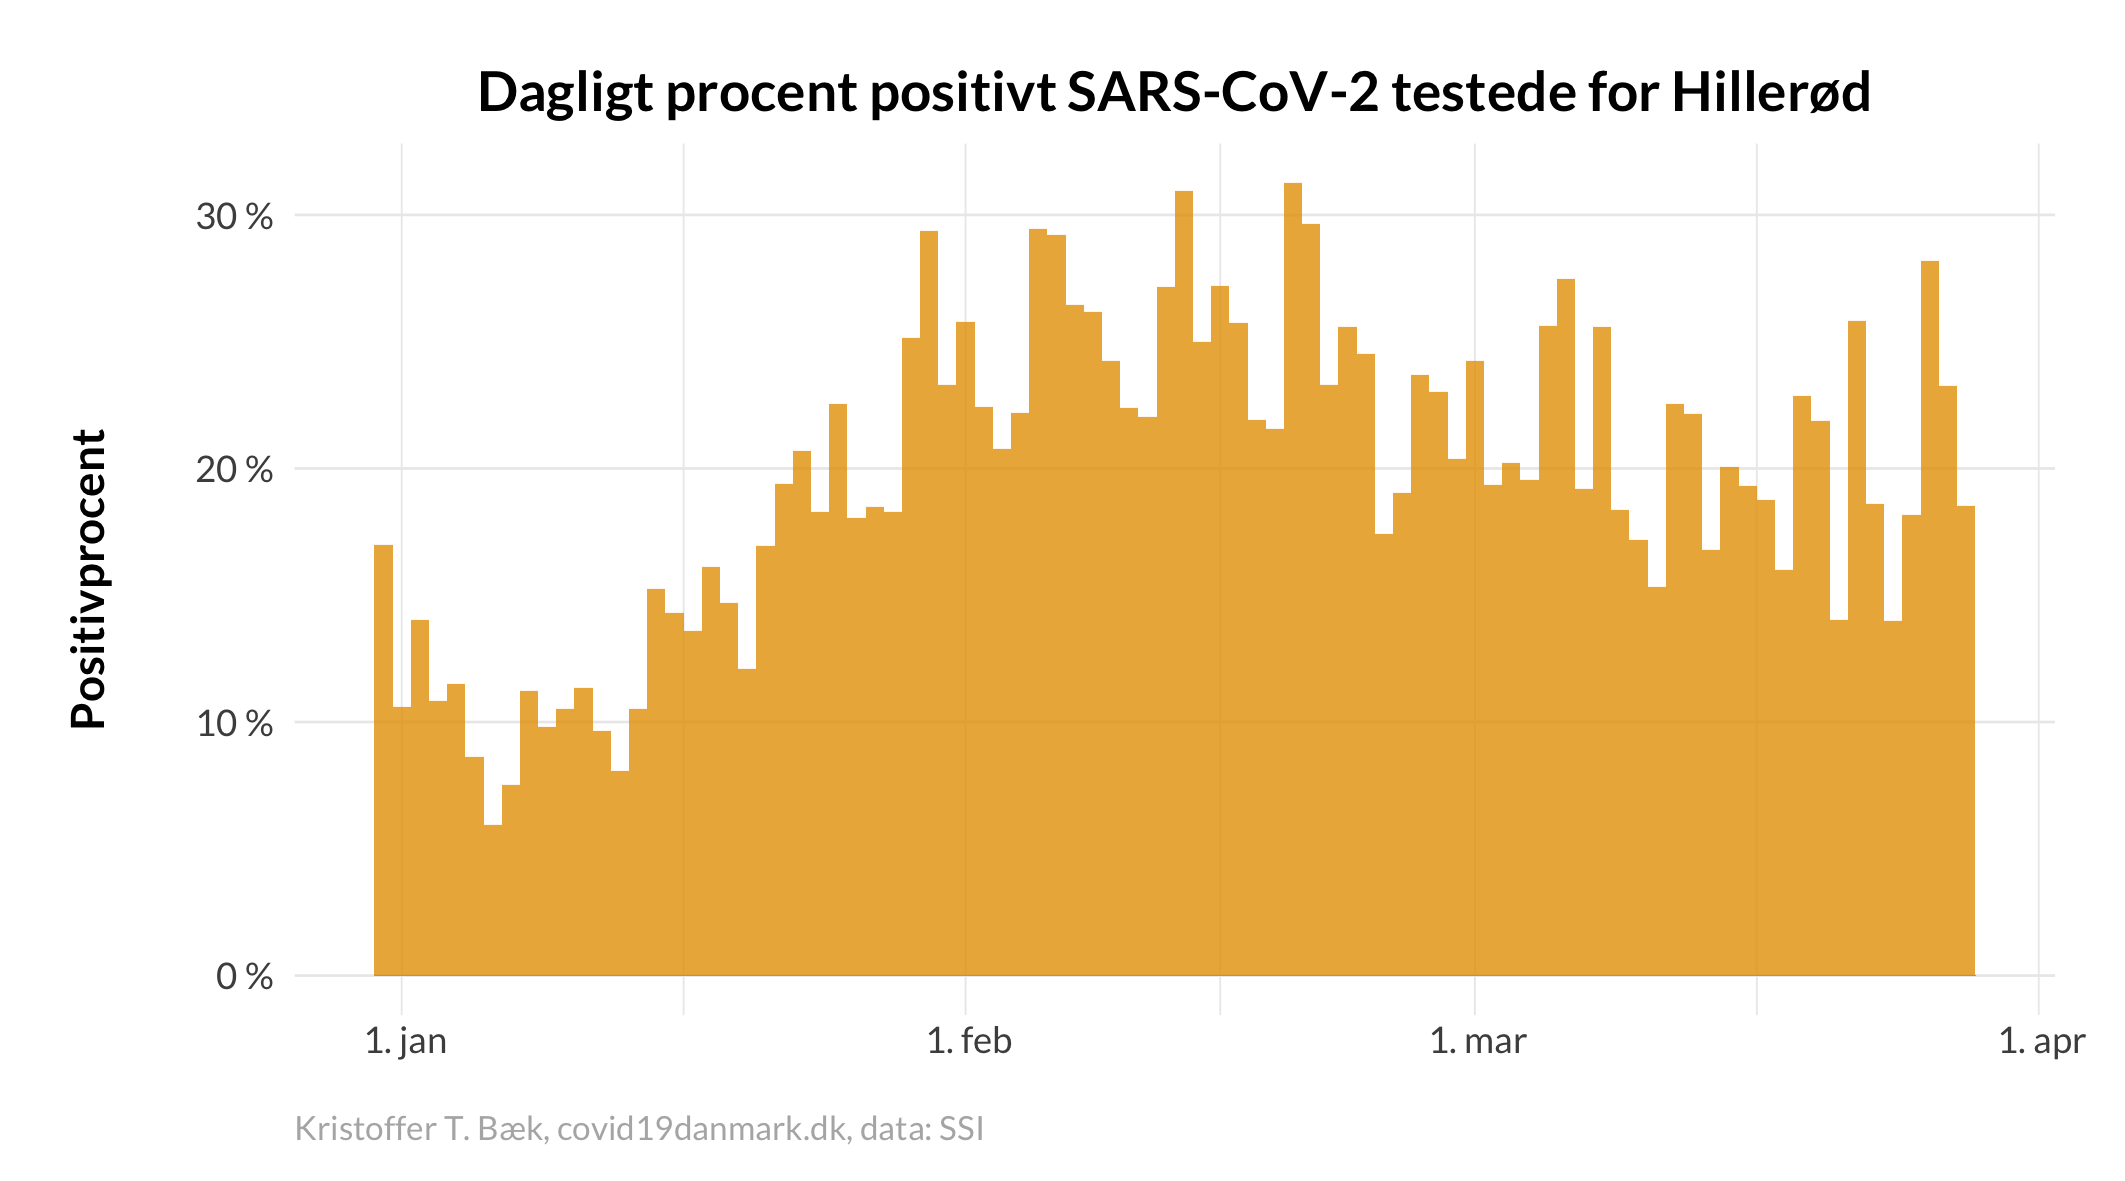 Dagligt procent positivt SARS-CoV-2 testede for Hillerød
Positivprocent
30 %
20 %
10 %
0 %
1. jan
1. feb
1. mar
1. apr
Kristoffer T. Bæk, covid19danmark.dk, data: SSI